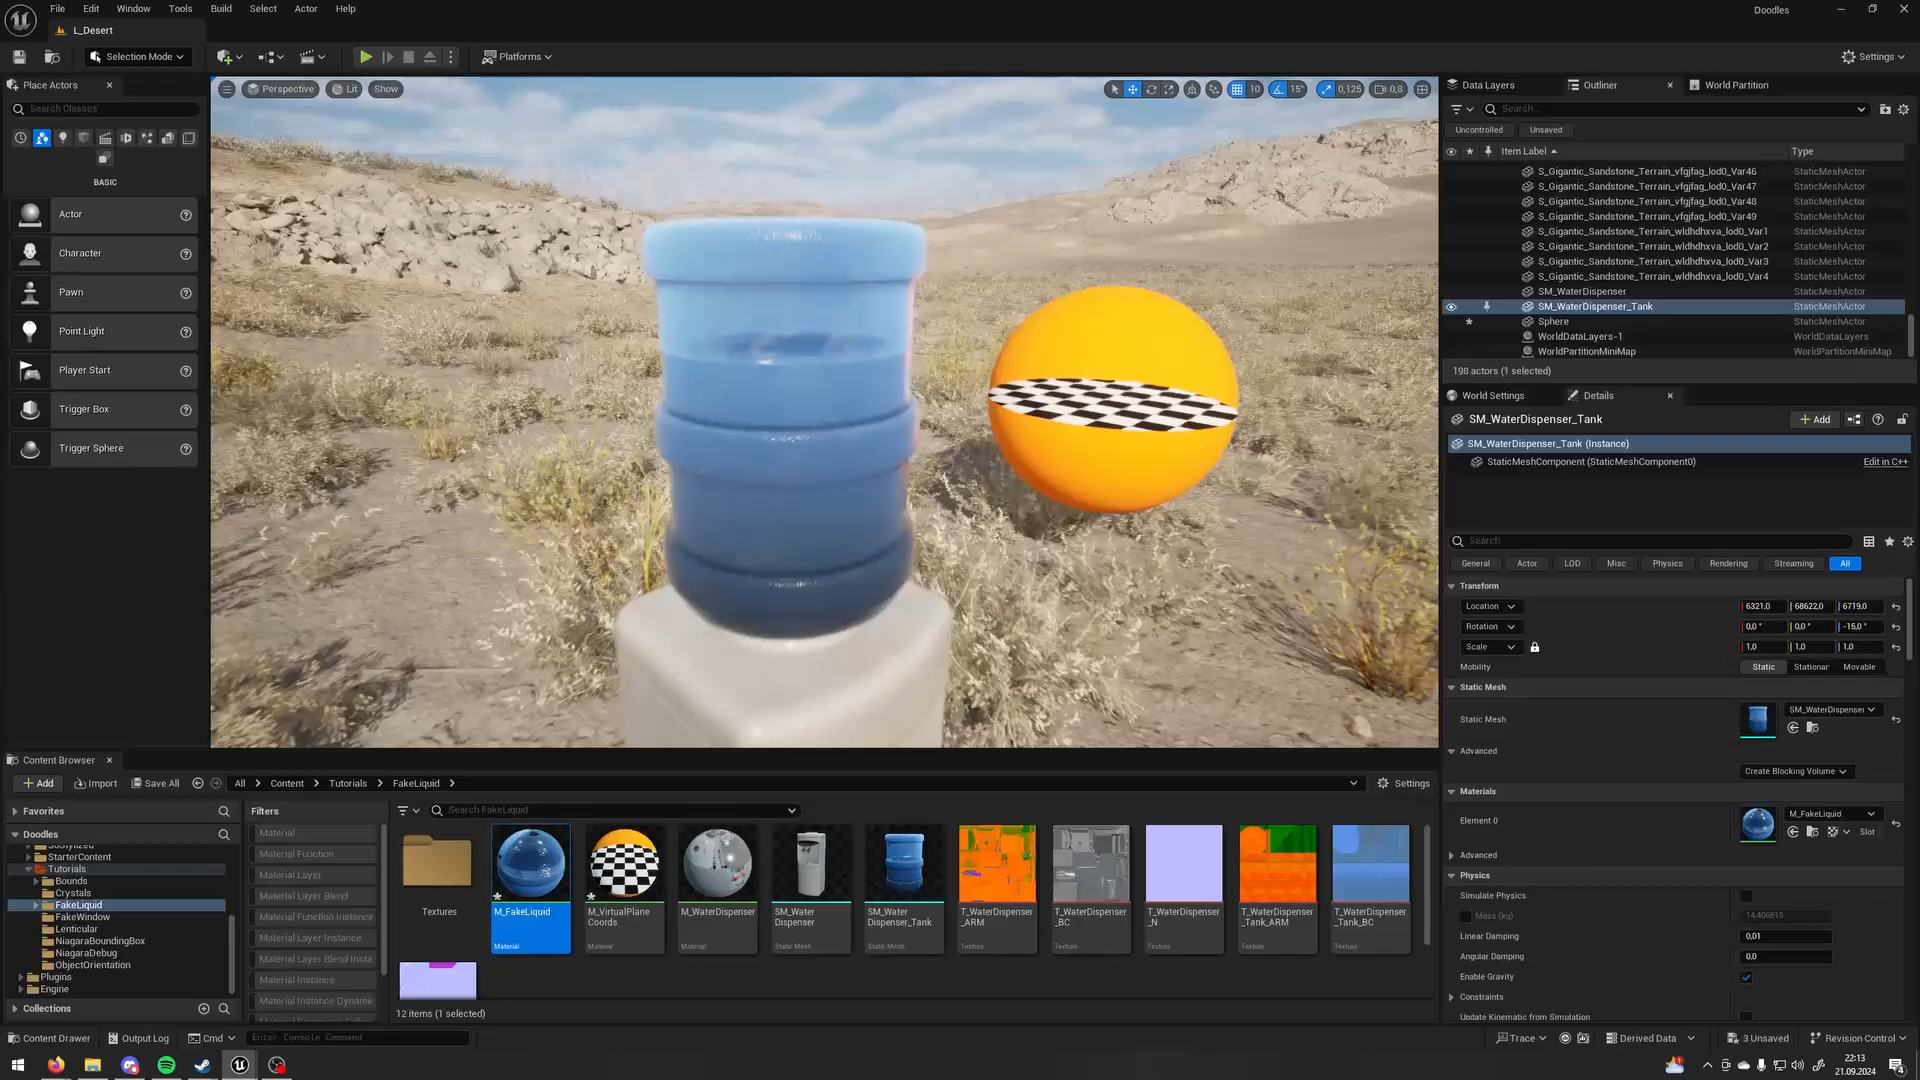 File Edit Window Tools Build Select Actor Help
Doodles
L_Desert
Selection Mode
Platforms
Settings
Place Actors
Search Classes
BASIC
Actor
Character
Pawn
Point Light
Player Start
Trigger Box
Trigger Sphere
Perspective Lit Show
10 15° 0,125 0,8
Data Layers Outliner World Partition
Search...
Uncontrolled Unsaved
Item Label Type
S_Gigantic_Sandstone_Terrain_vfgjfag_lod0_Var46 StaticMeshActor
S_Gigantic_Sandstone_Terrain_vfgjfag_lod0_Var47 StaticMeshActor
S_Gigantic_Sandstone_Terrain_vfgjfag_lod0_Var48 StaticMeshActor
S_Gigantic_Sandstone_Terrain_vfgjfag_lod0_Var49 StaticMeshActor
S_Gigantic_Sandstone_Terrain_wldhdhxva_lod0_Var1 StaticMeshActor
S_Gigantic_Sandstone_Terrain_wldhdhxva_lod0_Var2 StaticMeshActor
S_Gigantic_Sandstone_Terrain_wldhdhxva_lod0_Var3 StaticMeshActor
S_Gigantic_Sandstone_Terrain_wldhdhxva_lod0_Var4 StaticMeshActor
SM_WaterDispenser StaticMeshActor
SM_WaterDispenser_Tank StaticMeshActor
Sphere StaticMeshActor
WorldDataLayers-1 WorldDataLayers
WorldPartitionMiniMap WorldPartitionMiniMap
198 actors (1 selected)
World Settings Details
SM_WaterDispenser_Tank
Add
SM_WaterDispenser_Tank (Instance)
StaticMeshComponent (StaticMeshComponent0) Edit in C++
Search
General Actor LOD Misc Physics Rendering Streaming All
Transform
Location 6321,0 68622,0 6719,0
Rotation 0,0 ° 0,0 ° -15,0 °
Scale 1,0 1,0 1,0
Mobility Static Stationar Movable
Static Mesh
Static Mesh SM_WaterDispenser
Advanced
Create Blocking Volume
Materials
Element 0 M_FakeLiquid
Slot
Advanced
Physics
Simulate Physics
Mass (kg) 14,406815
Linear Damping 0,01
Angular Damping 0,0
Enable Gravity
Constraints
Update Kinematic from Simulation
Content Browser
Add Import Save All All Content Tutorials FakeLiquid Settings
Favorites
Doodles
StarterContent
Tutorials
Bounds
Crystals
FakeLiquid
FakeWindow
Lenticular
NiagaraBoundingBox
NiagaraDebug
ObjectOrientation
Plugins
Engine
Collections
Filters
Material
Material Function
Material Layer
Material Layer Blend
Material Function Instance
Material Layer Instance
Material Layer Blend Insta
Material Instance
Material Instance Dynamic
Search FakeLiquid
Textures
M_FakeLiquid
Material
M_VirtualPlane
Coords
Material
M_WaterDispenser
Material
SM_Water
Dispenser
Static Mesh
SM_Water
Dispenser_Tank
Static Mesh
T_WaterDispenser
_ARM
Texture
T_WaterDispenser
_BC
Texture
T_WaterDispenser
_N
Texture
T_WaterDispenser
_Tank_ARM
Texture
T_WaterDispenser
_Tank_BC
Texture
12 items (1 selected)
Content Drawer Output Log Cmd Enter Console Command
Trace Derived Data 3 Unsaved Revision Control
22:13
21.09.2024
4